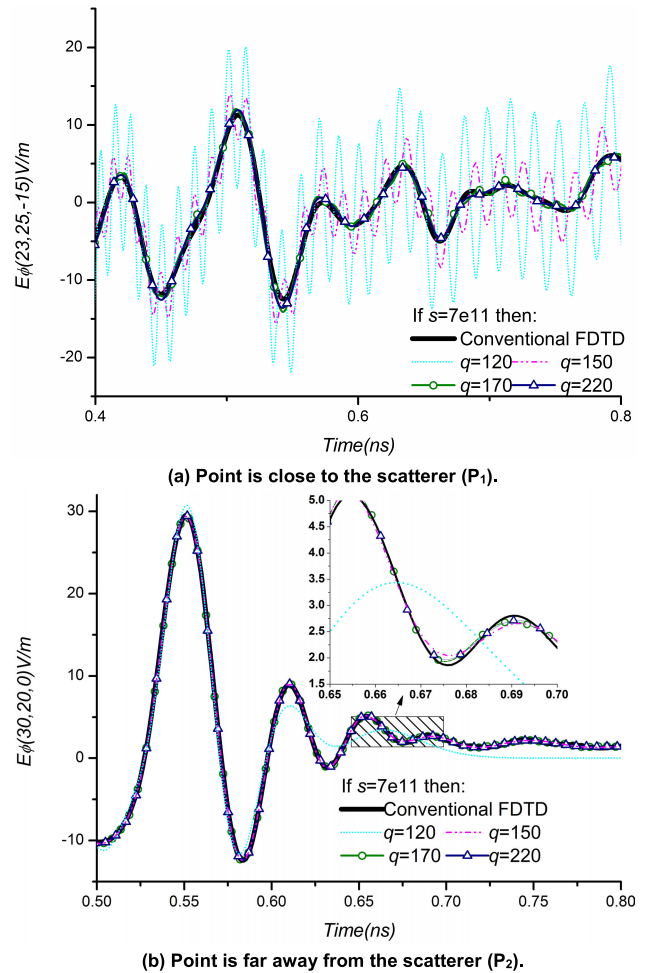 20
10
0
-10
-20
E𝜙(23,25,-15)V/m
If s=7e11 then:
Conventional FDTD
q=120 q=150
q=170 q=220
0.4 0.6 0.8
Time(ns)
(a) Point is close to the scatterer (P₁).
30
20
10
0
-10
E𝜙(30,20,0)V/m
5.0
4.5
4.0
3.5
3.0
2.5
2.0
1.5
0.65 0.66 0.67 0.68 0.69 0.70
If s=7e11 then:
Conventional FDTD
q=120 q=150
q=170 q=220
0.50 0.55 0.60 0.65 0.70 0.75 0.80
Time(ns)
(b) Point is far away from the scatterer (P₂).